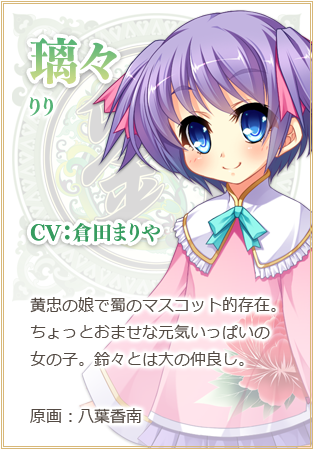 璃々
りり
CV：倉田まりや
黄忠の娘で蜀のマスコット的存在。
ちょっとおませな元気いっぱいの
女の子。鈴々とは大の仲良し。
原画：八葉香南